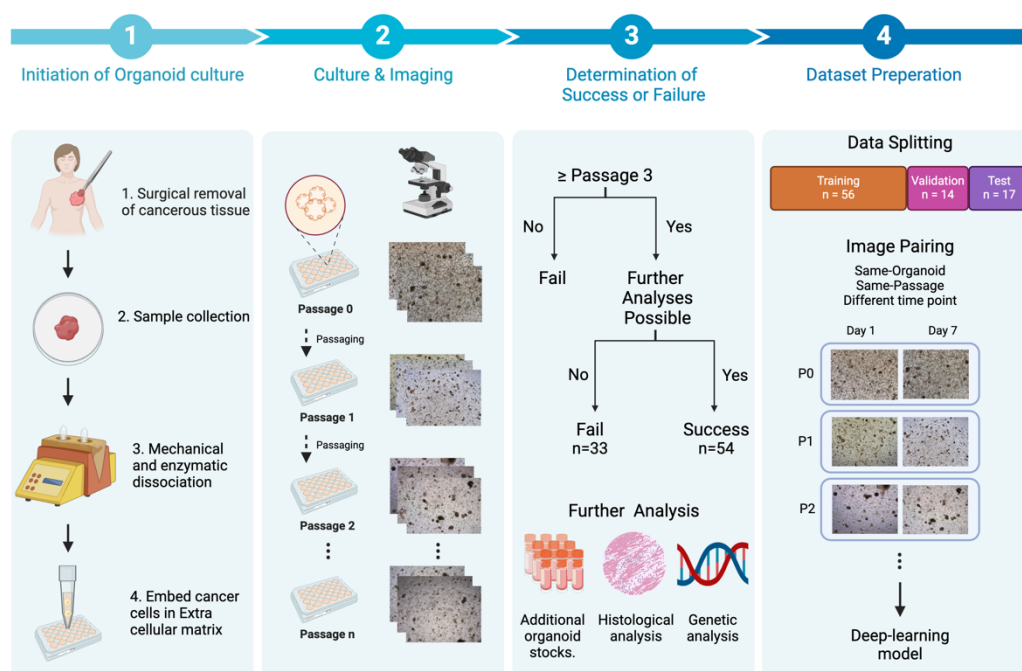 1
2
3
4
Initiation of Organoid culture
Culture & Imaging
Determination of
Success or Failure
Dataset Preperation
1. Surgical removal
of cancerous tissue
2. Sample collection
3. Mechanical
and enzymatic
dissociation
4. Embed cancer
cells in Extra
cellular matrix
Passage 0
Passaging
Passage 1
Passaging
Passage 2
Passage n
≥ Passage 3
No
Yes
Fail
Further
Analyses
Possible
No
Yes
Fail
n=33
Success
n=54
Further Analysis
Additional
organoid
stocks.
Histological
analysis
Genetic
analysis
Data Splitting
Training
n = 56
Validation
n = 14
Test
n = 17
Image Pairing
Same-Organoid
Same-Passage
Different time point
Day 1
Day 7
P0
P1
P2
Deep-learning
model